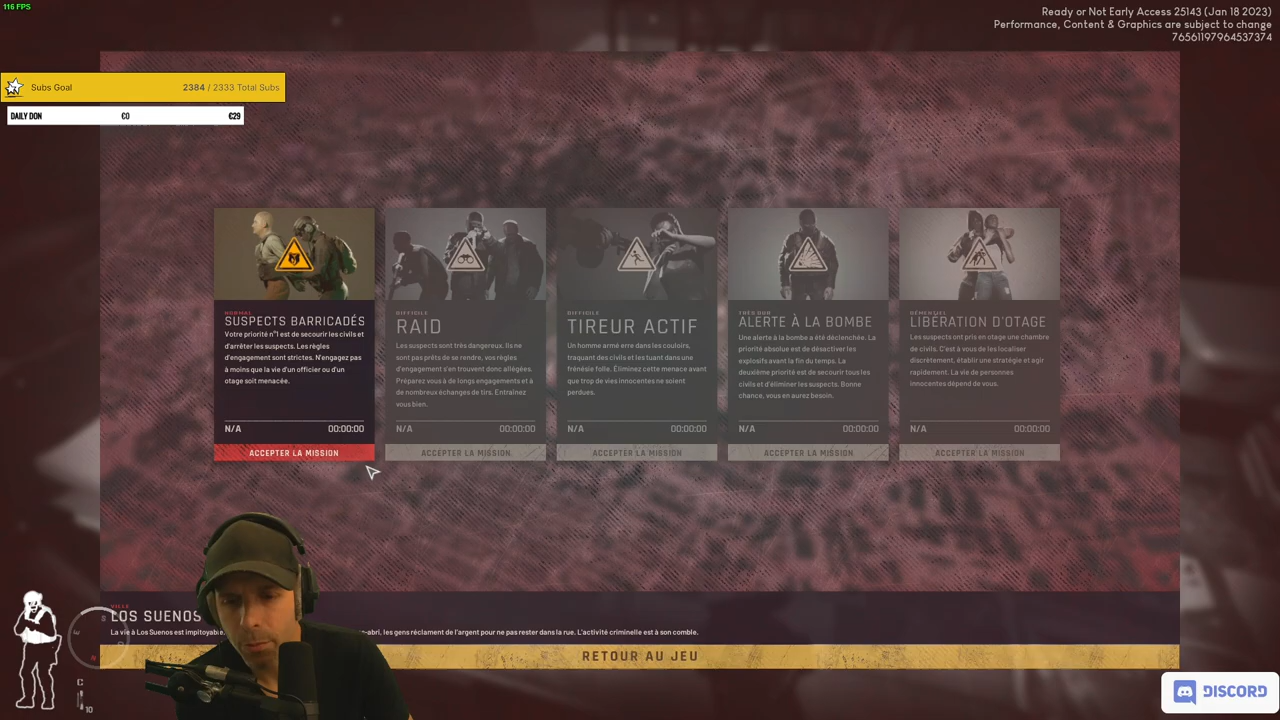 116 FPS
Ready or Not Early Access 25143 (Jan 18 2023)
Performance, Content & Graphics are subject to change
76561197964537374
Subs Goal 2384 / 2333 Total Subs
DAILY DON €0 €29
NORMAL
SUSPECTS BARRICADÉS
Votre priorité n°1 est de secourir les civils et
d'arrêter les suspects. Les règles
d'engagement sont strictes. N'engagez pas
à moins que la vie d'un officier ou d'un
otage soit menacée.
N/A 00:00:00
ACCEPTER LA MISSION
DIFFICILE
RAID
Les suspects sont très dangereux. Ils ne
sont pas prêts de se rendre, vos règles
d'engagement s'en trouvent donc allégées.
Préparez vous à de longs engagements et à
de nombreux échanges de tirs. Entraînez
vous bien.
N/A 00:00:00
ACCEPTER LA MISSION
DIFFICILE
TIREUR ACTIF
Un homme armé erre dans les couloirs,
traquant des civils et les tuant dans une
frénésie folle. Éliminez cette menace avant
que trop de vies innocentes ne soient
perdues.
N/A 00:00:00
ACCEPTER LA MISSION
TRÈS DUR
ALERTE À LA BOMBE
Une alerte à la bombe a été déclenchée. La
priorité absolue est de désactiver les
explosifs avant la fin du temps. La
deuxième priorité est de secourir tous les
civils et d'éliminer les suspects. Bonne
chance, vous en aurez besoin.
N/A 00:00:00
ACCEPTER LA MISSION
LIBÉRATION D'OTAGE
Les suspects ont pris en otage une chambre
de civils. C'est à vous de les localiser
discrètement, établir une stratégie et agir
rapidement. La vie de personnes
innocentes dépend de vous.
N/A 00:00:00
ACCEPTER LA MISSION
VILLE
LOS SUENOS
La vie à Los Suenos est impitoyable. -abri, les gens réclament de l'argent pour ne pas rester dans la rue. L'activité criminelle est à son comble.
RETOUR AU JEU
C
10
DISCORD